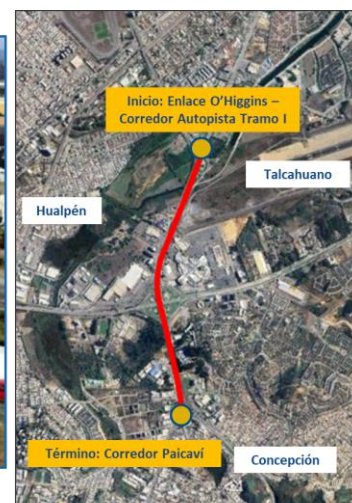 Inicio: Enlace O’Higgins –
Corredor Autopista Tramo I
Talcahuano
Hualpén
Término: Corredor Paicaví
Concepción